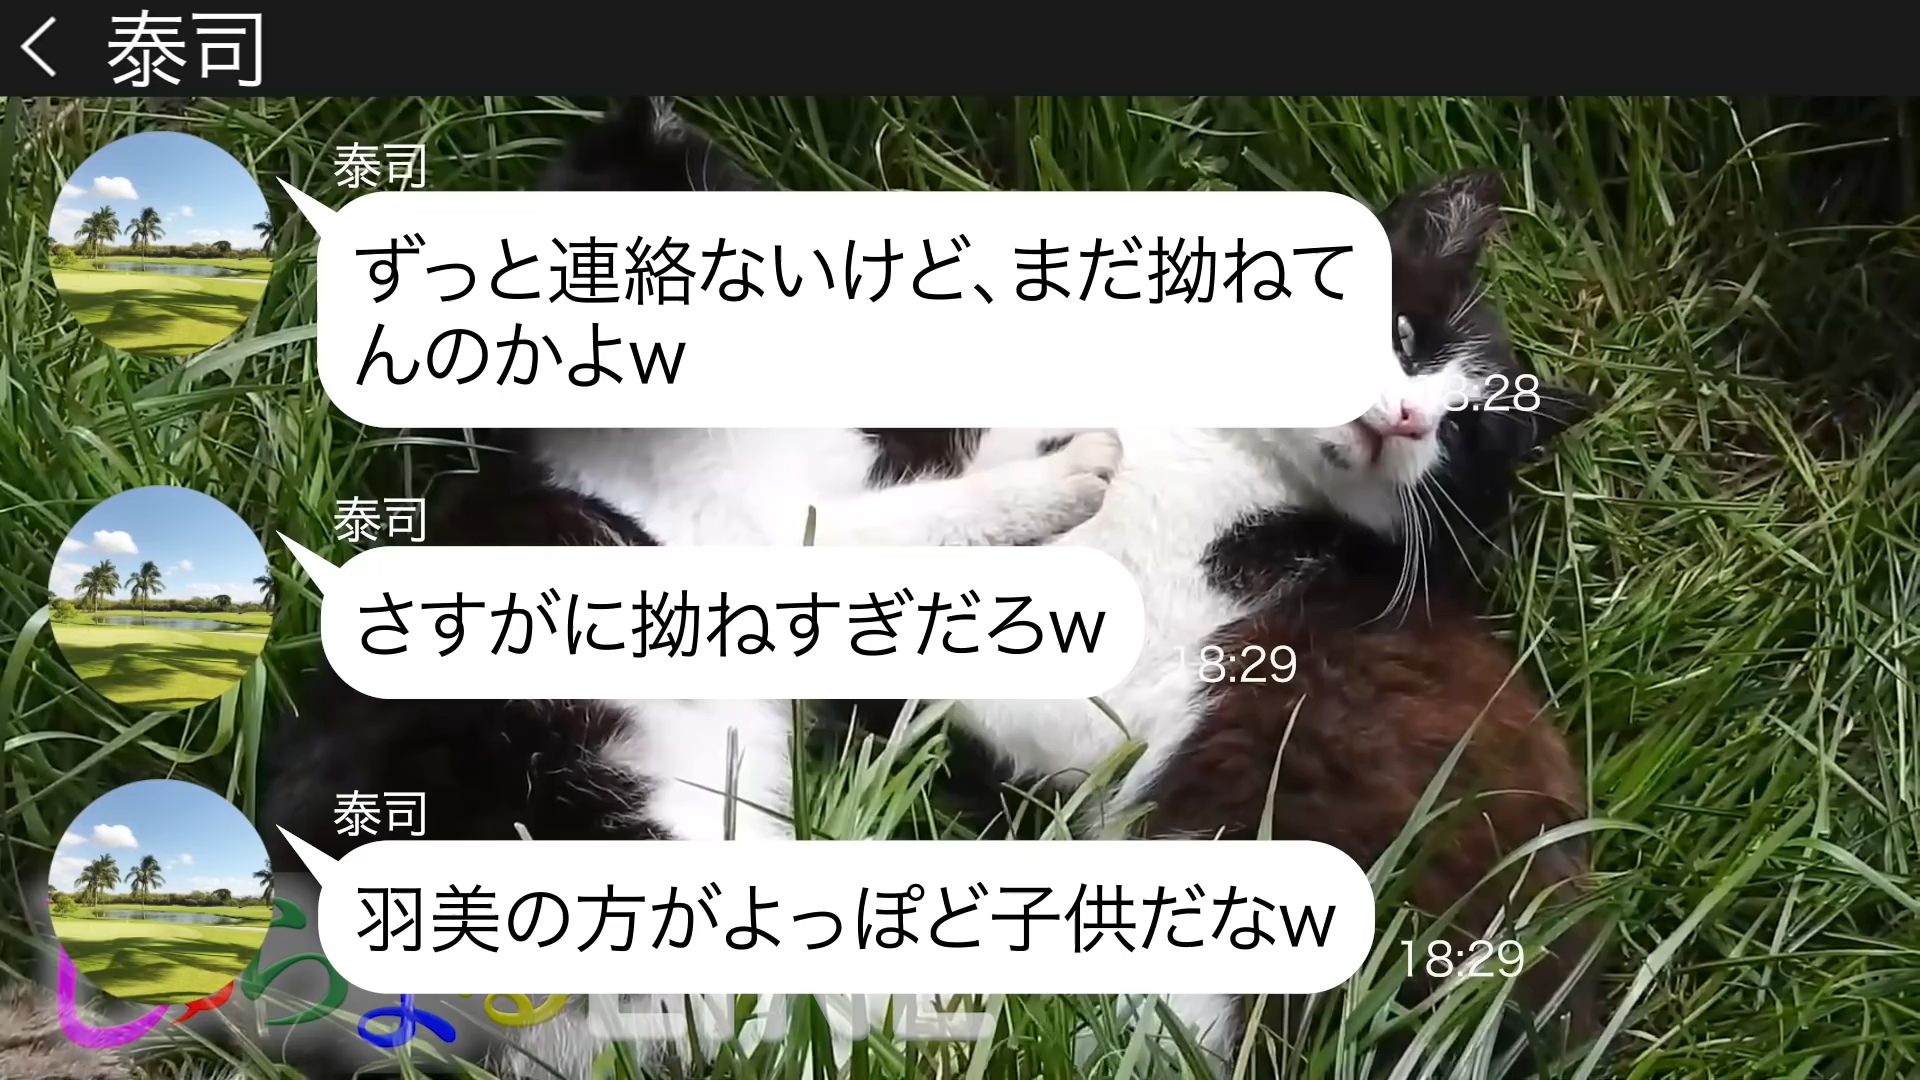 泰司
泰司
ずっと連絡ないけど、まだ拗ねて
んのかよw
18:28
泰司
さすがに拗ねすぎだろw
18:29
泰司
羽美の方がよっぽど子供だなw
18:29